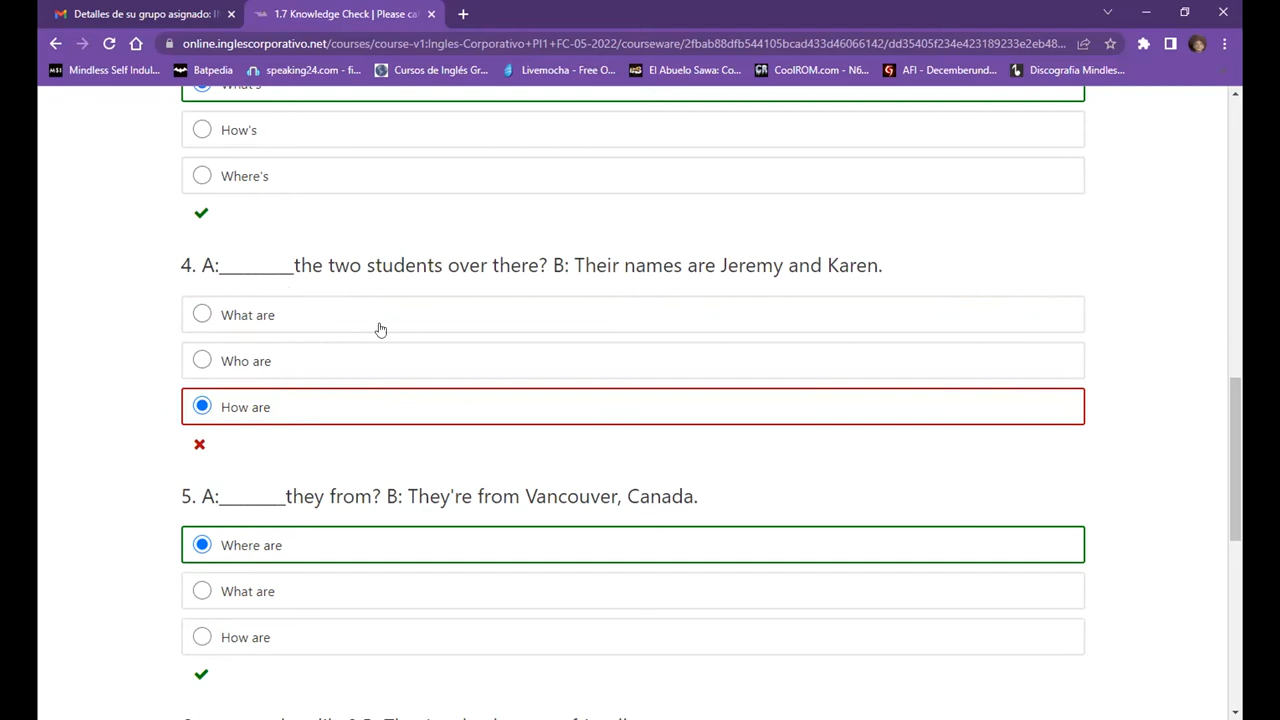 Detalles de su grupo asignado: I
1.7 Knowledge Check | Please ca
online.inglescorporativo.net/courses/course-v1:Ingles-Corporativo+PI1+FC-05-2022/courseware/2fbab88dfb544105bcad433d46066142/dd35405f234e423189233e2eb48...
Mindless Self Indul... Batpedia speaking24.com - fi... Cursos de Inglés Gr... Livemocha - Free O... El Abuelo Sawa: Co... CoolROM.com - N6... AFI - Decemberund... Discografia Mindles...
What's
How's
Where's
4. A:________the two students over there? B: Their names are Jeremy and Karen.
What are
Who are
How are
5. A:_______they from? B: They're from Vancouver, Canada.
Where are
What are
How are